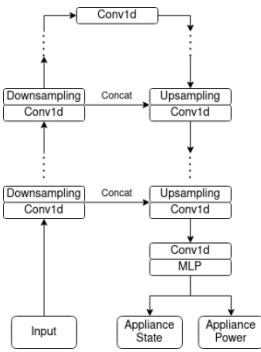 Conv1d
Downsampling
Conv1d
Concat
Upsampling
Conv1d
Downsampling
Conv1d
Concat
Upsampling
Conv1d
Conv1d
MLP
Input
Appliance
State
Appliance
Power